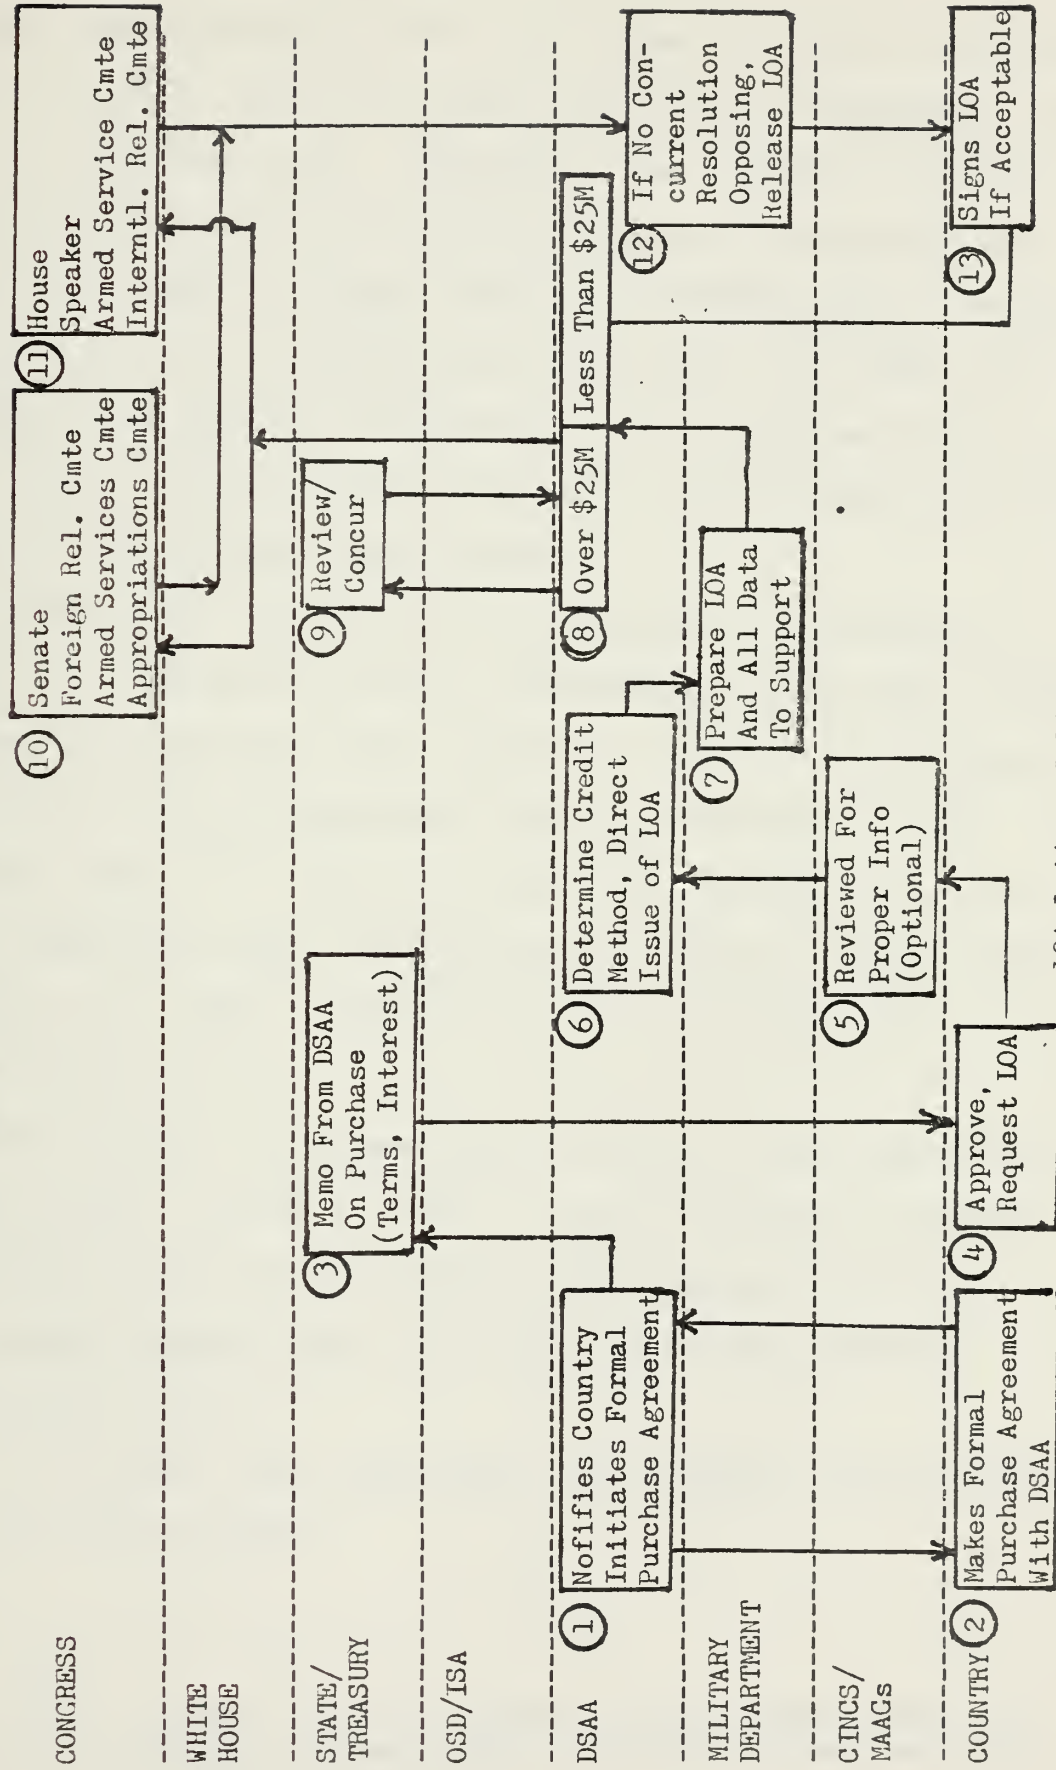 CONGRESS
10
Senate
Foreign Rel. Cmte
Armed Services Cmte
Appropriations Cmte
11
House
Speaker
Armed Service Cmte
Interntl. Rel. Cmte
WHITE
HOUSE
STATE/
TREASURY
3
Memo From DSAA
On Purchase
(Terms, Interest)
9
Review/
Concur
OSD/ISA
DSAA
1
Nofifies Country
Initiates Formal
Purchase Agreement
6
Determine Credit
Method, Direct
Issue of LOA
8
Over $25M
Less Than $25M
12
If No Con-
current
Resolution
Opposing,
Release LOA
MILITARY
DEPARTMENT
7
Prepare LOA
And All Data
To Support
CINCS/
MAAGs
5
Reviewed For
Proper Info
(Optional)
COUNTRY
2
Makes Formal
Purchase Agreement
With DSAA
4
Approve,
Request LOA
13
Signs LOA
If Acceptable